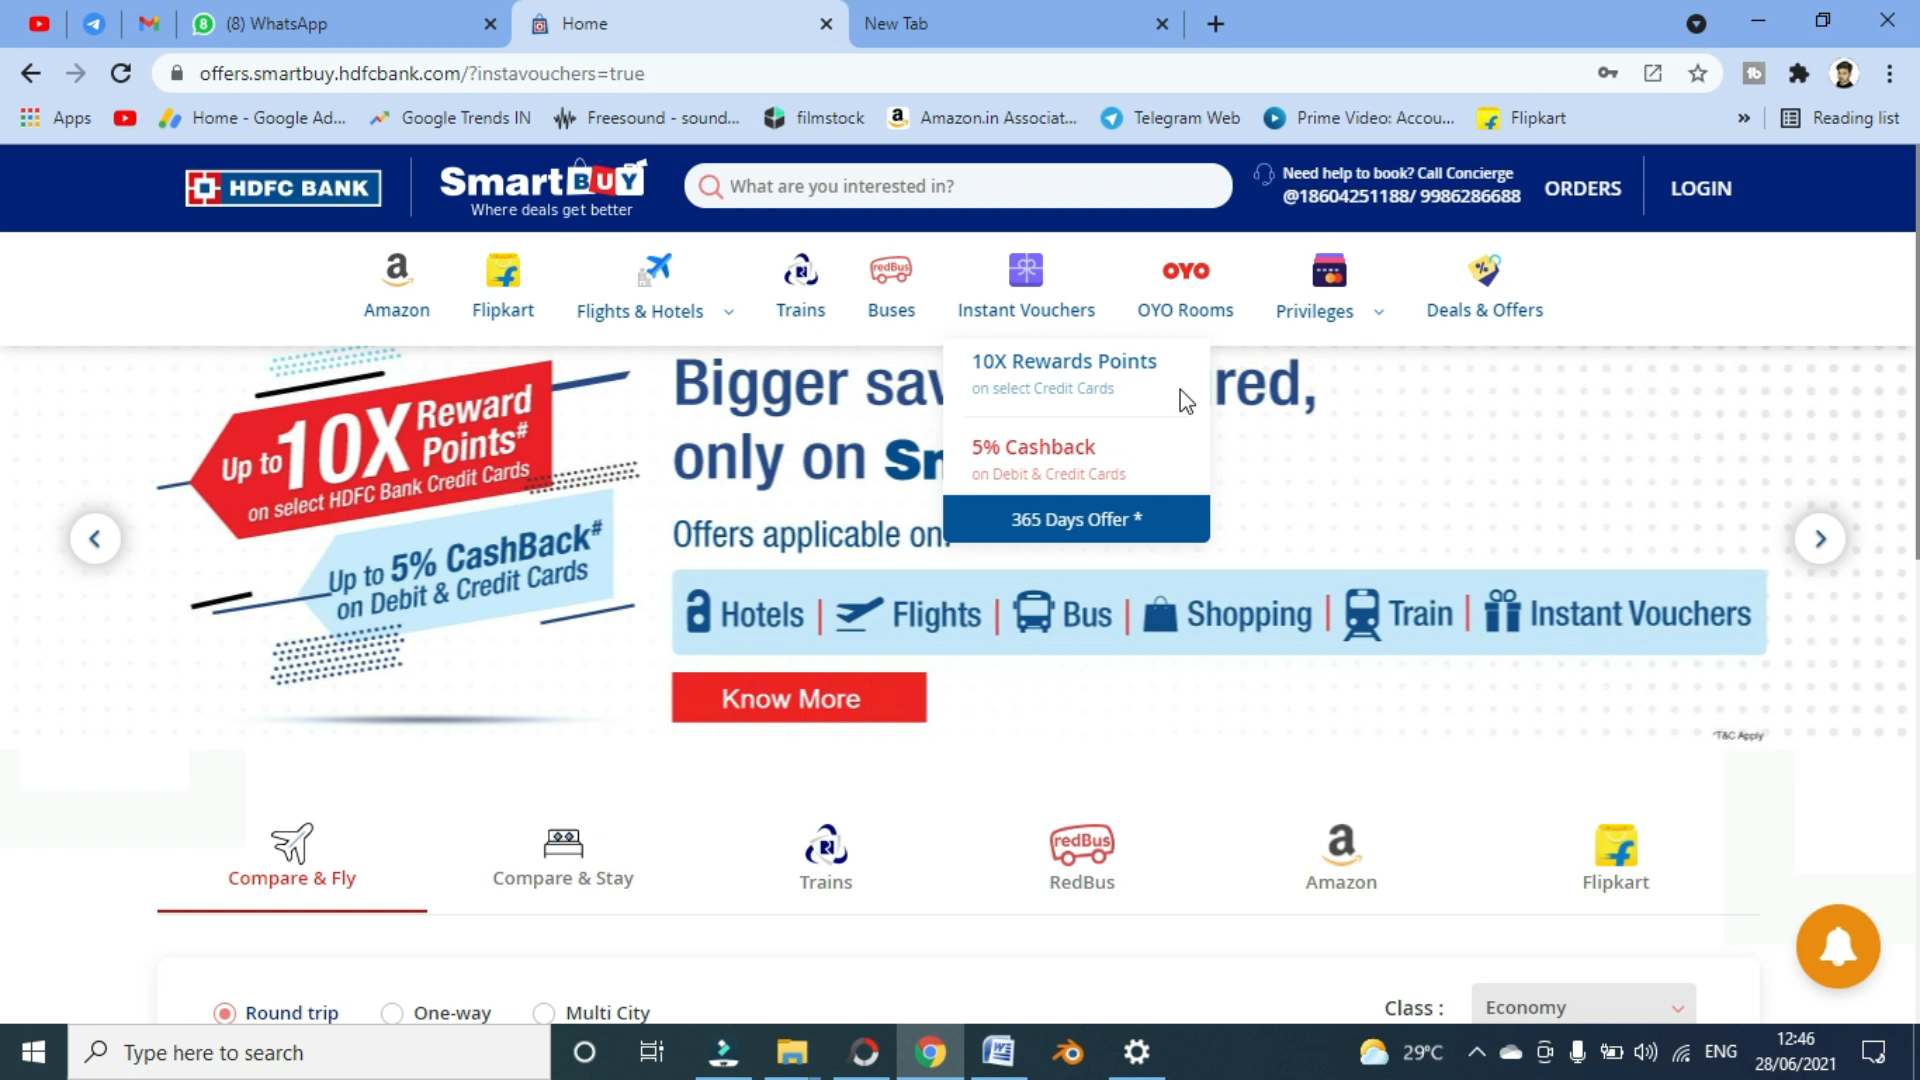 (8) WhatsApp
Home
New Tab
offers.smartbuy.hdfcbank.com/?instavouchers=true
Apps
Home - Google Ad...
Google Trends IN
Freesound - sound...
filmstock
Amazon.in Associat...
Telegram Web
Prime Video: Accou...
Flipkart
»
Reading list
HDFC BANK
Smart BUY
Where deals get better
What are you interested in?
Need help to book? Call Concierge
@18604251188/ 9986286688
ORDERS
LOGIN
Amazon
Flipkart
Flights & Hotels
Trains
redBus
Buses
Instant Vouchers
OYO
OYO Rooms
Privileges
Deals & Offers
10X Rewards Points
on select Credit Cards
5% Cashback
on Debit & Credit Cards
365 Days Offer *
Up to 10X Reward Points#
on select HDFC Bank Credit Cards
Up to 5% CashBack#
on Debit & Credit Cards
Bigger
only on
Offers applicable on
Hotels | Flights | Bus | Shopping | Train | Instant Vouchers
Know More
*T&C Apply
Compare & Fly
Compare & Stay
Trains
redBus
RedBus
Amazon
Flipkart
Round trip
One-way
Multi City
Class :
Economy
Type here to search
29°C
ENG
12:46
28/06/2021